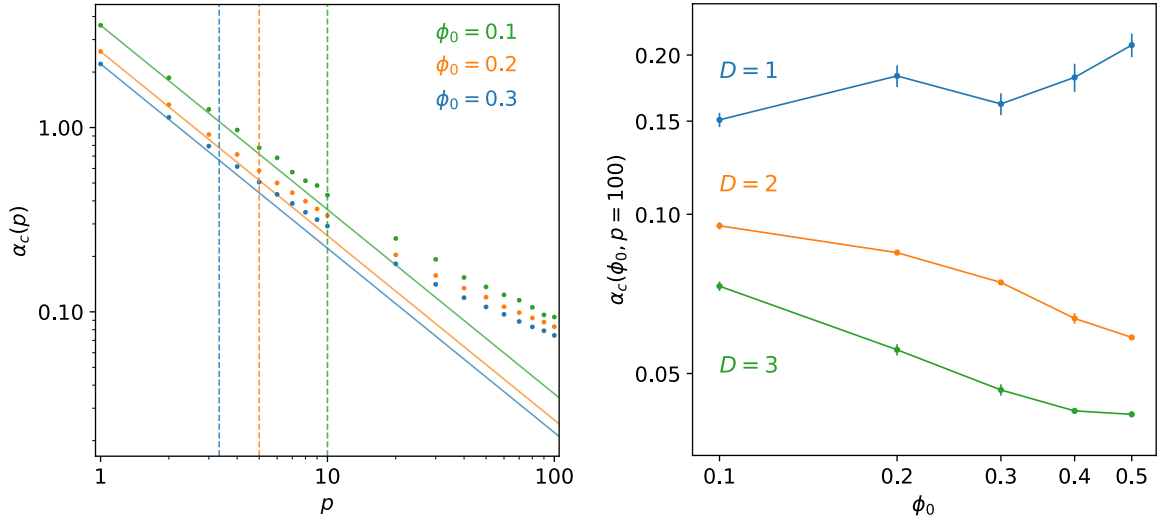 ϕ₀ = 0.1
ϕ₀ = 0.2
ϕ₀ = 0.3
1.00
0.10
α_c(p)
1
10
100
p
D = 1
D = 2
D = 3
0.20
0.15
0.10
0.05
α_c(ϕ₀, p = 100)
0.1
0.2
0.3
0.4
0.5
ϕ₀